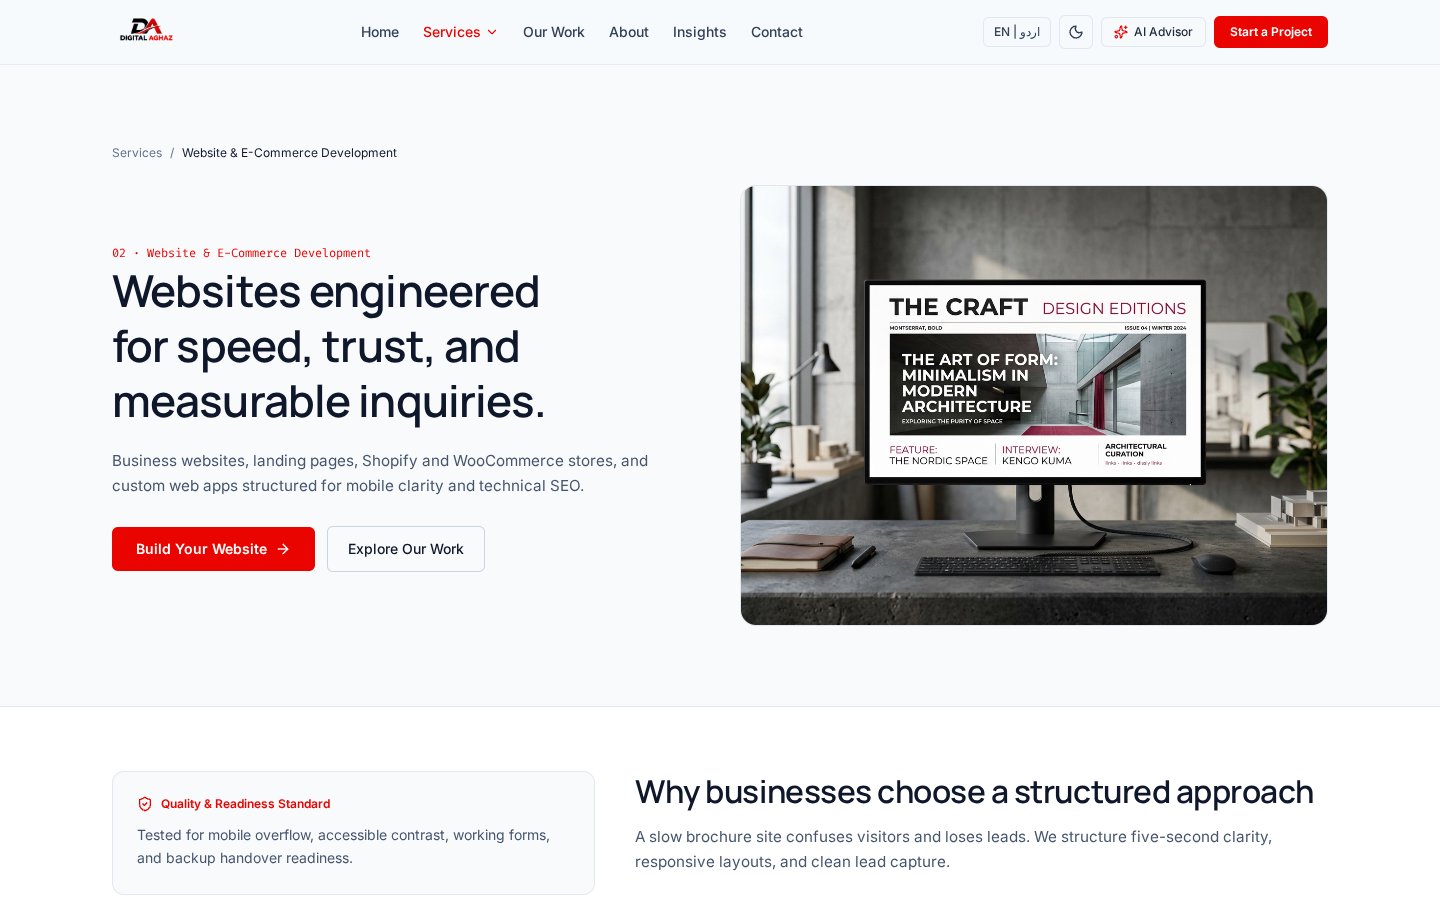 DA
DIGITAL AGHAZ
Home
Services
Our Work
About
Insights
Contact
EN | اردو
AI Advisor
Start a Project
Services / Website & E-Commerce Development
02 · Website & E-Commerce Development
Websites engineered
for speed, trust, and
measurable inquiries.
Business websites, landing pages, Shopify and WooCommerce stores, and
custom web apps structured for mobile clarity and technical SEO.
Build Your Website
Explore Our Work
THE CRAFT DESIGN EDITIONS
MONTSERRAT, BOLD
ISSUE 04 | WINTER 2024
THE ART OF FORM:
MINIMALISM IN
MODERN
ARCHITECTURE
EXPLORING THE PURITY OF SPACE
FEATURE:
THE NORDIC SPACE
INTERVIEW:
KENGO KUMA
ARCHITECTURAL
CURATION
Quality & Readiness Standard
Tested for mobile overflow, accessible contrast, working forms,
and backup handover readiness.
Why businesses choose a structured approach
A slow brochure site confuses visitors and loses leads. We structure five-second clarity,
responsive layouts, and clean lead capture.